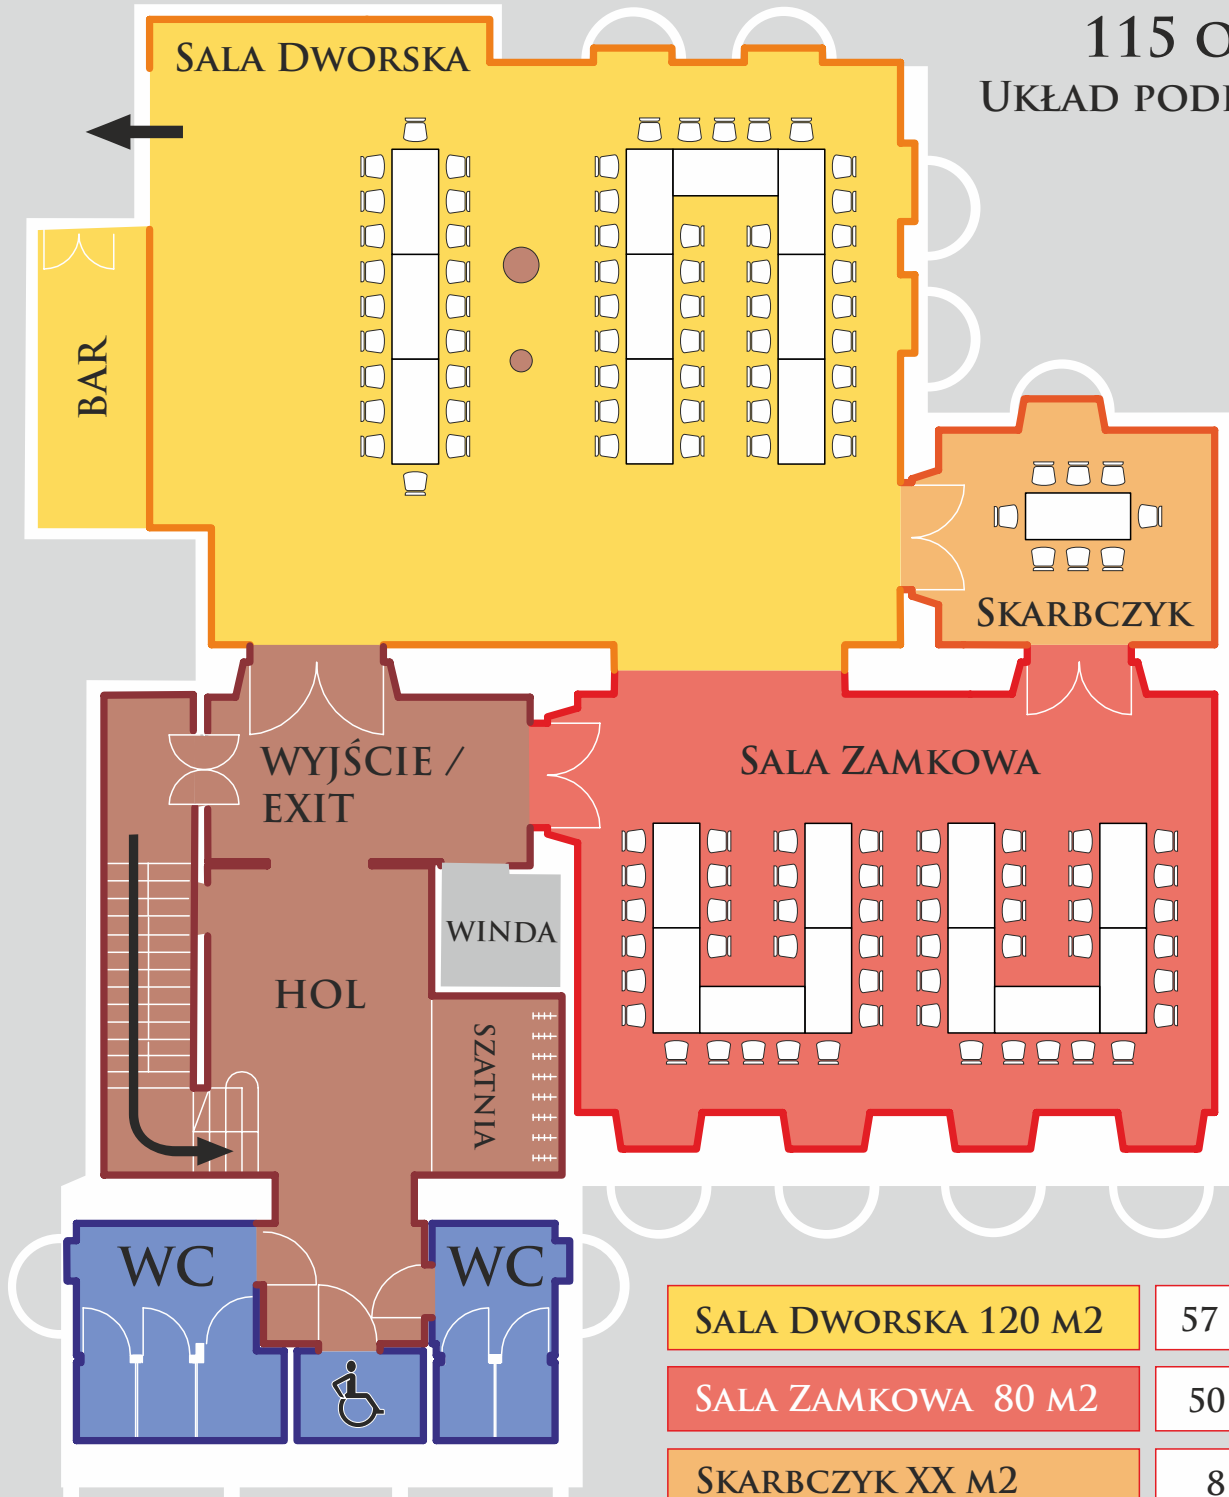 115 O
UKŁAD POD
SALA DWORSKA
BAR
SKARBCZYK
WYJŚCIE /
EXIT
SALA ZAMKOWA
WINDA
HOL
SZATNIA
WC
WC
SALA DWORSKA 120 M2 57
SALA ZAMKOWA 80 M2 50
SKARBCZYK XX M2 8